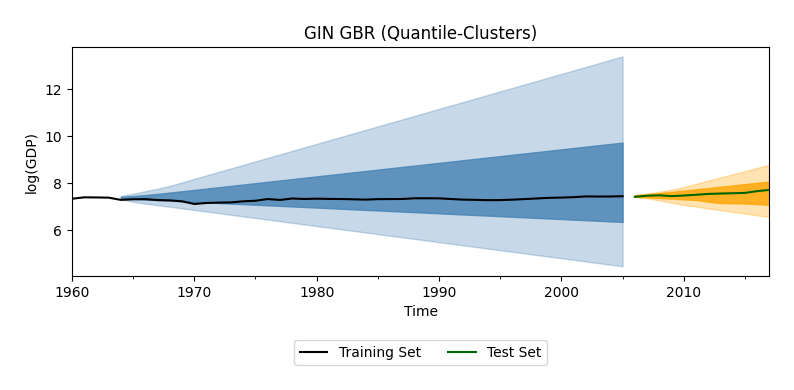 GIN GBR (Quantile-Clusters)
log(GDP)
12
10
8
6
1960 1970 1980 1990 2000 2010
Time
Training Set Test Set